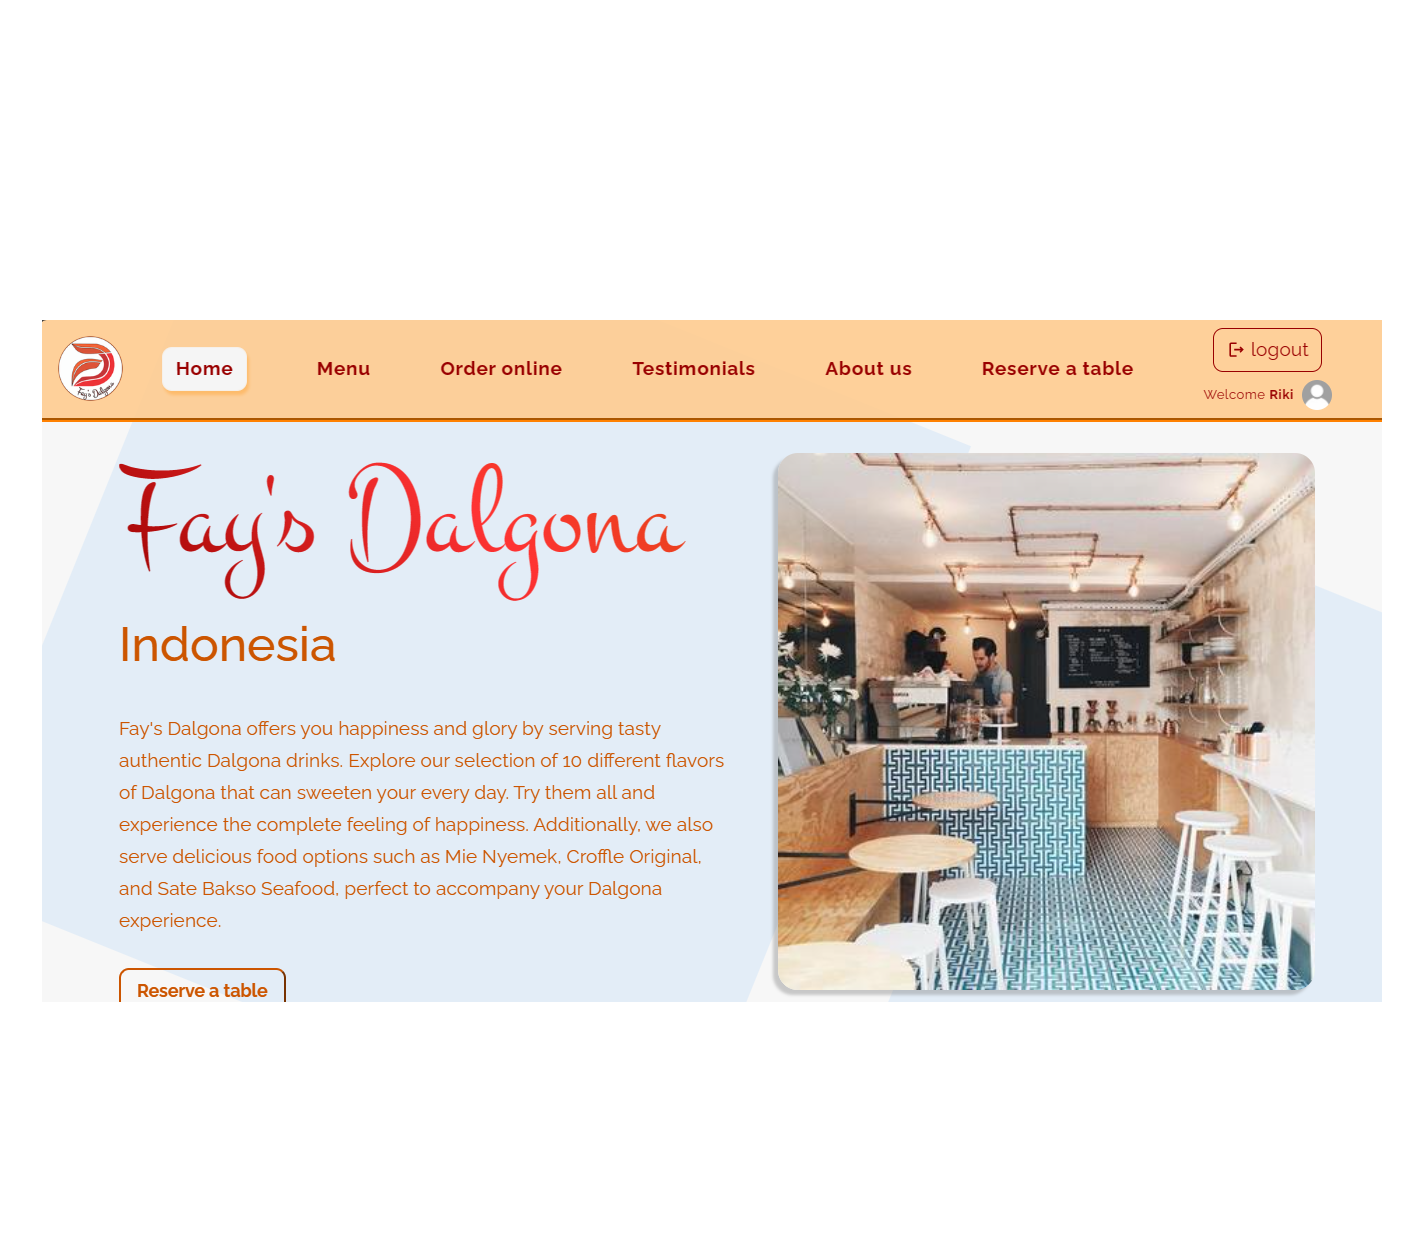 Fay's Dalgona
Home
Menu
Order online
Testimonials
About us
Reserve a table
logout
Welcome Riki
Fay's Dalgona
Indonesia
Fay's Dalgona offers you happiness and glory by serving tasty
authentic Dalgona drinks. Explore our selection of 10 different flavors
of Dalgona that can sweeten your every day. Try them all and
experience the complete feeling of happiness. Additionally, we also
serve delicious food options such as Mie Nyemek, Croffle Original,
and Sate Bakso Seafood, perfect to accompany your Dalgona
experience.
Reserve a table